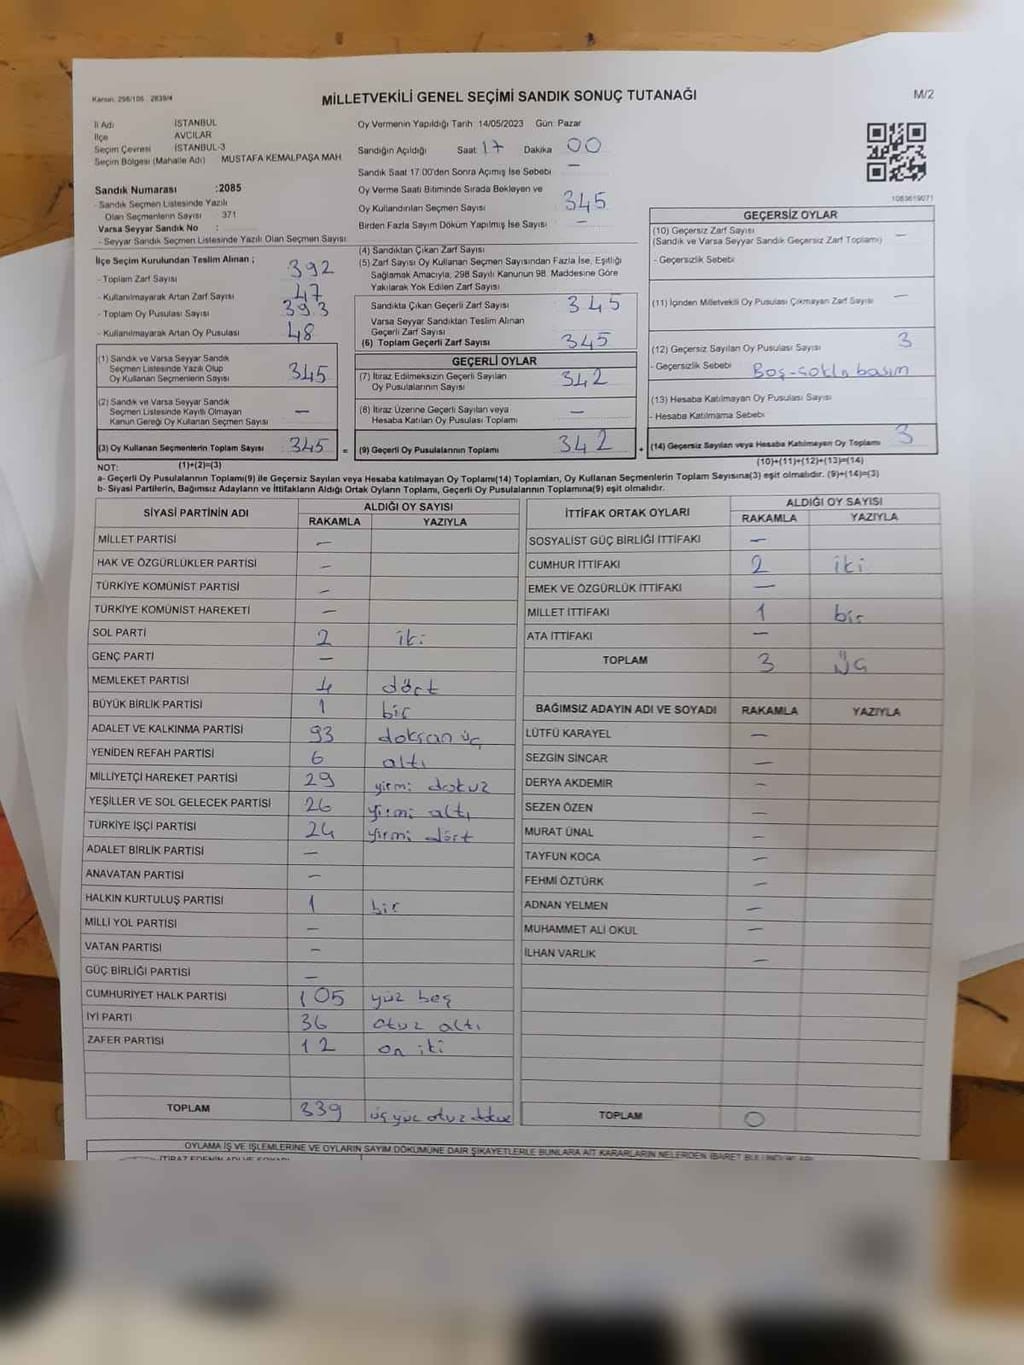 Kanun: 298/105 2839/4
MİLLETVEKİLİ GENEL SEÇİMİ SANDIK SONUÇ TUTANAĞI
M/2
İl Adı İSTANBUL
İlçe AVCILAR
Seçim Çevresi İSTANBUL-3
Seçim Bölgesi (Mahalle Adı) MUSTAFA KEMALPAŞA MAH.
Sandık Numarası :2085
- Sandık Seçmen Listesinde Yazılı
Olan Seçmenlerin Sayısı 371
Varsa Seyyar Sandık No :
- Seyyar Sandık Seçmen Listesinde Yazılı Olan Seçmen Sayısı
Oy Vermenin Yapıldığı Tarih 14/05/2023 Gün: Pazar
Sandığın Açıldığı Saat 17 Dakika 00
Sandık Saat 17.00'den Sonra Açılmış İse Sebebi —
Oy Verme Saati Bitiminde Sırada Bekleyen ve
Oy Kullandırılan Seçmen Sayısı 345
Birden Fazla Sayım Döküm Yapılmış İse Sayısı —
1083619071
İlçe Seçim Kurulundan Teslim Alınan ;
- Toplam Zarf Sayısı 392
- Kullanılmayarak Artan Zarf Sayısı 47
- Toplam Oy Pusulası Sayısı 393
- Kullanılmayarak Artan Oy Pusulası 48
(1) Sandık ve Varsa Seyyar Sandık
Seçmen Listesinde Yazılı Olup
Oy Kullanan Seçmenlerin Sayısı 345
(2) Sandık ve Varsa Seyyar Sandık
Seçmen Listesinde Kayıtlı Olmayan
Kanun Gereği Oy Kullanan Seçmen Sayısı —
(3) Oy Kullanan Seçmenlerin Toplam Sayısı 345 =
(1)+(2)=(3)
(4) Sandıktan Çıkan Zarf Sayısı
(5) Zarf Sayısı Oy Kullanan Seçmen Sayısından Fazla İse, Eşitliği
Sağlamak Amacıyla, 298 Sayılı Kanunun 98. Maddesine Göre
Yakılarak Yok Edilen Zarf Sayısı
Sandıkta Çıkan Geçerli Zarf Sayısı 345
Varsa Seyyar Sandıktan Teslim Alınan
Geçerli Zarf Sayısı
(6) Toplam Geçerli Zarf Sayısı 345
GEÇERLİ OYLAR
(7) İtiraz Edilmeksizin Geçerli Sayılan
Oy Pusulalarının Sayısı 342
(8) İtiraz Üzerine Geçerli Sayılan veya
Hesaba Katılan Oy Pusulası Toplamı —
(9) Geçerli Oy Pusulalarının Toplamı 342 +
GEÇERSİZ OYLAR
(10) Geçersiz Zarf Sayısı —
(Sandık ve Varsa Seyyar Sandık Geçersiz Zarf Toplamı)
- Geçersizlik Sebebi
(11) İçinden Milletvekili Oy Pusulası Çıkmayan Zarf Sayısı —
(12) Geçersiz Sayılan Oy Pusulası Sayısı 3
- Geçersizlik Sebebi Boş-
(13) Hesaba Katılmayan Oy Pusulası Sayısı
- Hesaba Katılmama Sebebi
(14) Geçersiz Sayılan veya Hesaba Katılmayan Oy Toplamı 3
(10)+(11)+(12)+(13)=(14)
NOT:
a- Geçerli Oy Pusulalarının Toplamı(9) ile Geçersiz Sayılan veya Hesaba katılmayan Oy Toplamı(14) Toplamları, Oy Kullanan Seçmenlerin Toplam Sayısına(3) eşit olmalıdır. (9)+(14)=(3)
b- Siyasi Partilerin, Bağımsız Adayların ve İttifakların Aldığı Ortak Oyların Toplamı, Geçerli Oy Pusulalarının Toplamına(9) eşit olmalıdır.
SİYASİ PARTİNİN ADI ALDIĞI OY SAYISI
RAKAMLA YAZIYLA
MİLLET PARTİSİ —
HAK VE ÖZGÜRLÜKLER PARTİSİ —
TÜRKİYE KOMÜNİST PARTİSİ —
TÜRKİYE KOMÜNİST HAREKETİ —
SOL PARTİ 2 iki
GENÇ PARTİ —
MEMLEKET PARTİSİ 4 dört
BÜYÜK BİRLİK PARTİSİ 1 bir
ADALET VE KALKINMA PARTİSİ 93 doksan üç
YENİDEN REFAH PARTİSİ 6 altı
MİLLİYETÇİ HAREKET PARTİSİ 29 yirmi dokuz
YEŞİLLER VE SOL GELECEK PARTİSİ 26 yirmi altı
TÜRKİYE İŞÇİ PARTİSİ 24 yirmi dört
ADALET BİRLİK PARTİSİ —
ANAVATAN PARTİSİ —
HALKIN KURTULUŞ PARTİSİ 1 bir
MİLLİ YOL PARTİSİ —
VATAN PARTİSİ —
GÜÇ BİRLİĞİ PARTİSİ —
CUMHURİYET HALK PARTİSİ 105 yüz beş
İYİ PARTİ 36 otuz altı
ZAFER PARTİSİ 12 on iki
TOPLAM 339 üç yüz otuz dokuz
İTTİFAK ORTAK OYLARI ALDIĞI OY SAYISI
RAKAMLA YAZIYLA
SOSYALİST GÜÇ BİRLİĞİ İTTİFAKI —
CUMHUR İTTİFAKI 2 iki
EMEK VE ÖZGÜRLÜK İTTİFAKI —
MİLLET İTTİFAKI 1 bir
ATA İTTİFAKI —
TOPLAM 3 üç
BAĞIMSIZ ADAYIN ADI VE SOYADI RAKAMLA YAZIYLA
LÜTFÜ KARAYEL —
SEZGİN SİNCAR —
DERYA AKDEMİR —
SEZEN ÖZEN —
MURAT ÜNAL —
TAYFUN KOCA —
FEHMİ ÖZTÜRK —
ADNAN YELMEN —
MUHAMMET ALİ OKUL —
İLHAN VARLIK —
TOPLAM 0
OYLAMA İŞ VE İŞLEMLERİNE VE OYLARIN SAYIM DÖKÜMÜNE DAİR ŞİKAYETLERLE BUNLARA AİT KARARLARIN NELERDEN İBARET